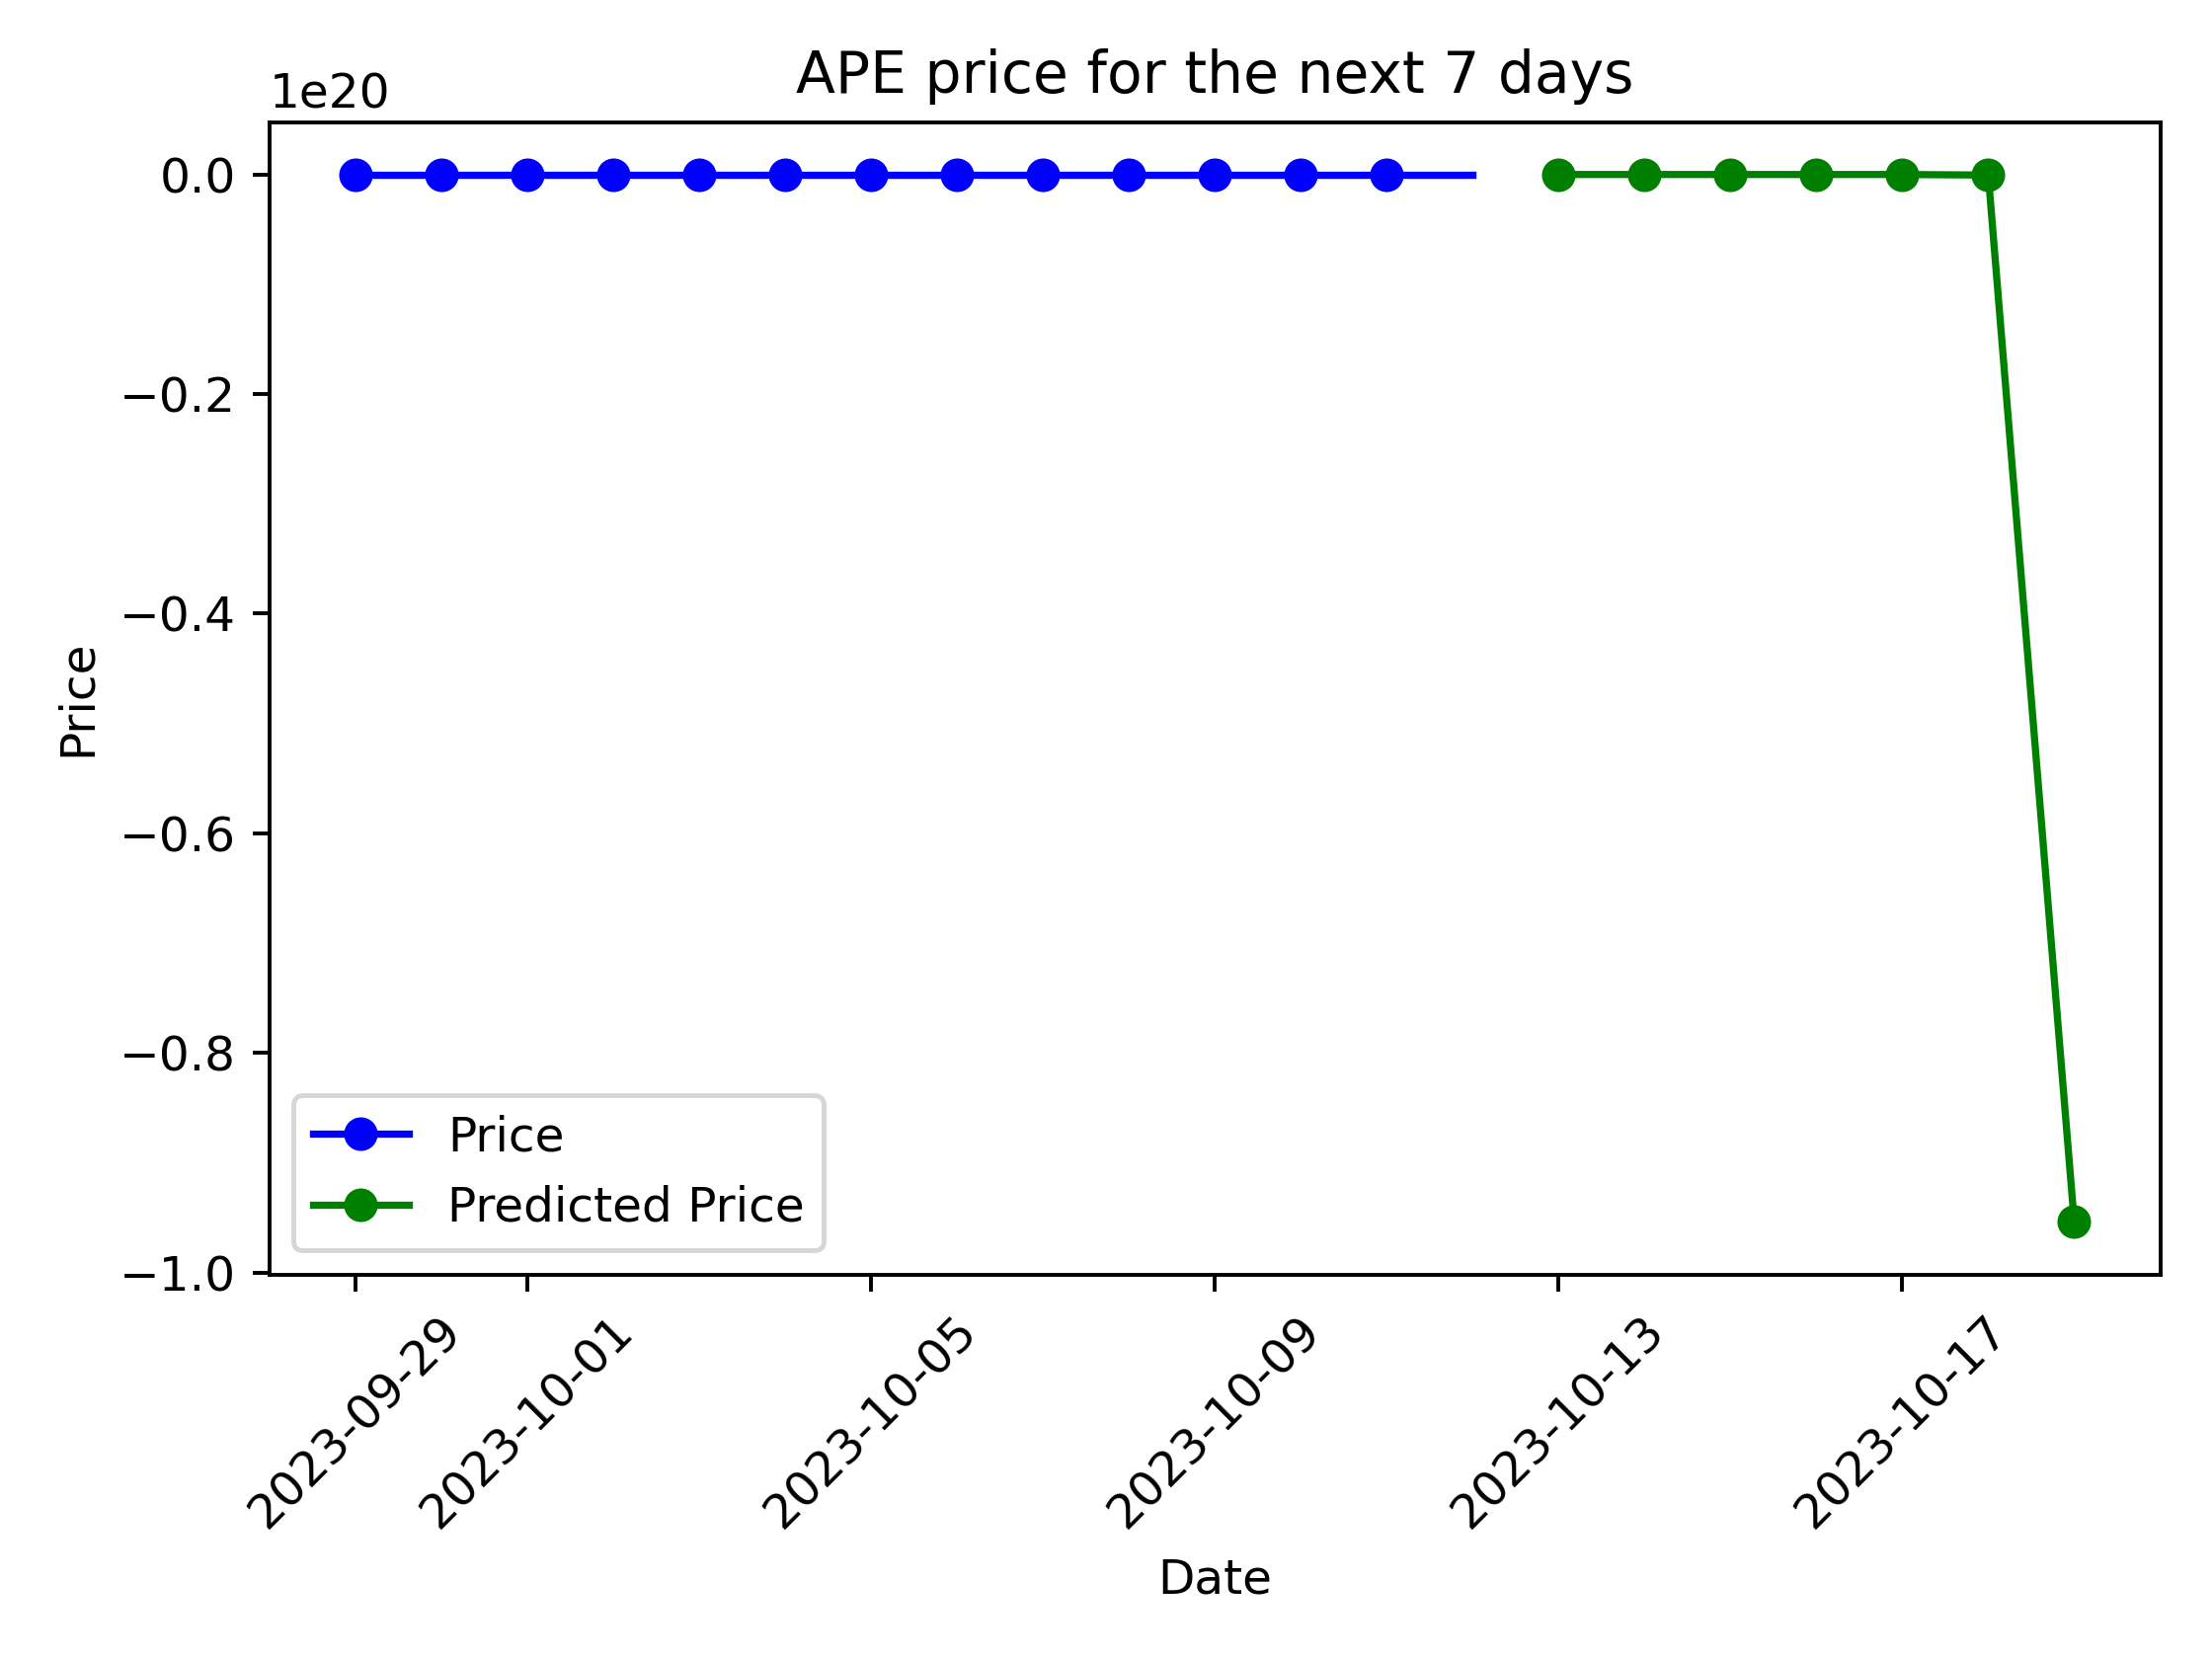 APE price for the next 7 days
1e20
0.0
−0.2
−0.4
−0.6
−0.8
−1.0
Price
Price
Predicted Price
2023-09-29
2023-10-01
2023-10-05
2023-10-09
2023-10-13
2023-10-17
Date